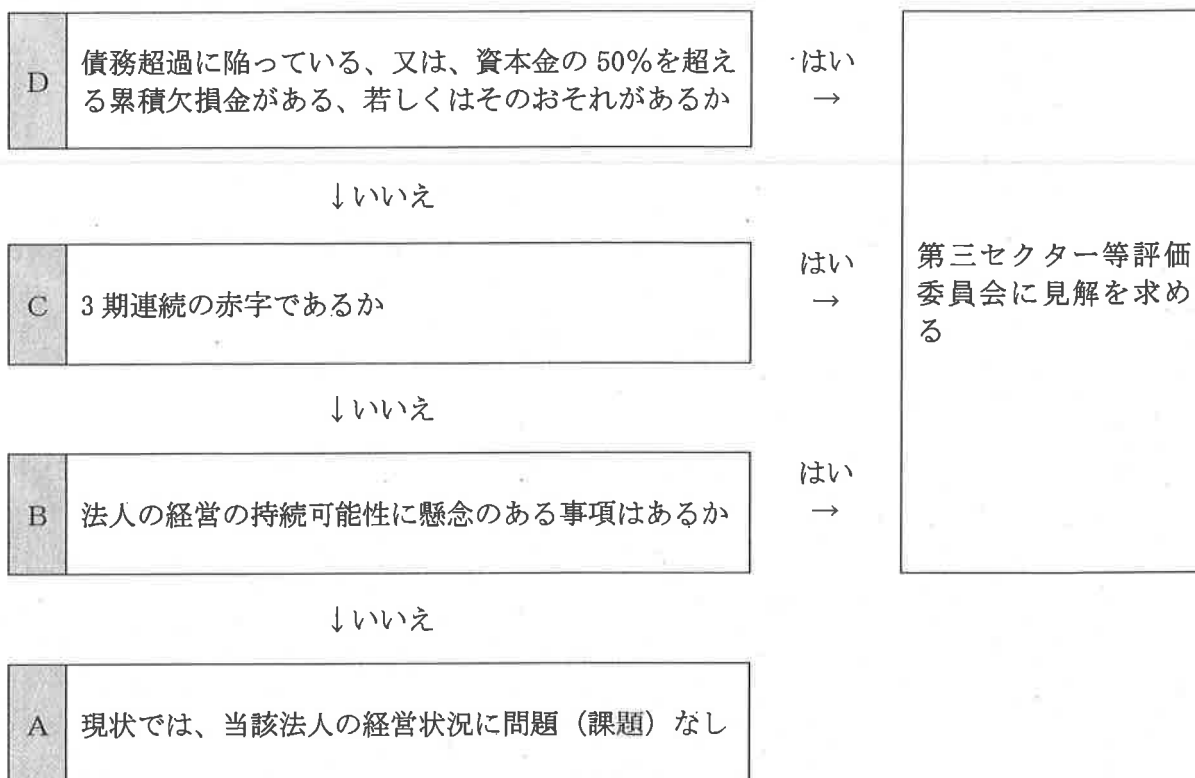 D
債務超過に陥っている、又は、資本金の 50%を超え
る累積欠損金がある、若しくはそのおそれがあるか
はい
→
↓いいえ
C
3 期連続の赤字であるか
はい
→
第三セクター等評価
委員会に見解を求め
る
↓いいえ
B
法人の経営の持続可能性に懸念のある事項はあるか
はい
→
↓いいえ
A
現状では、当該法人の経営状況に問題（課題）なし